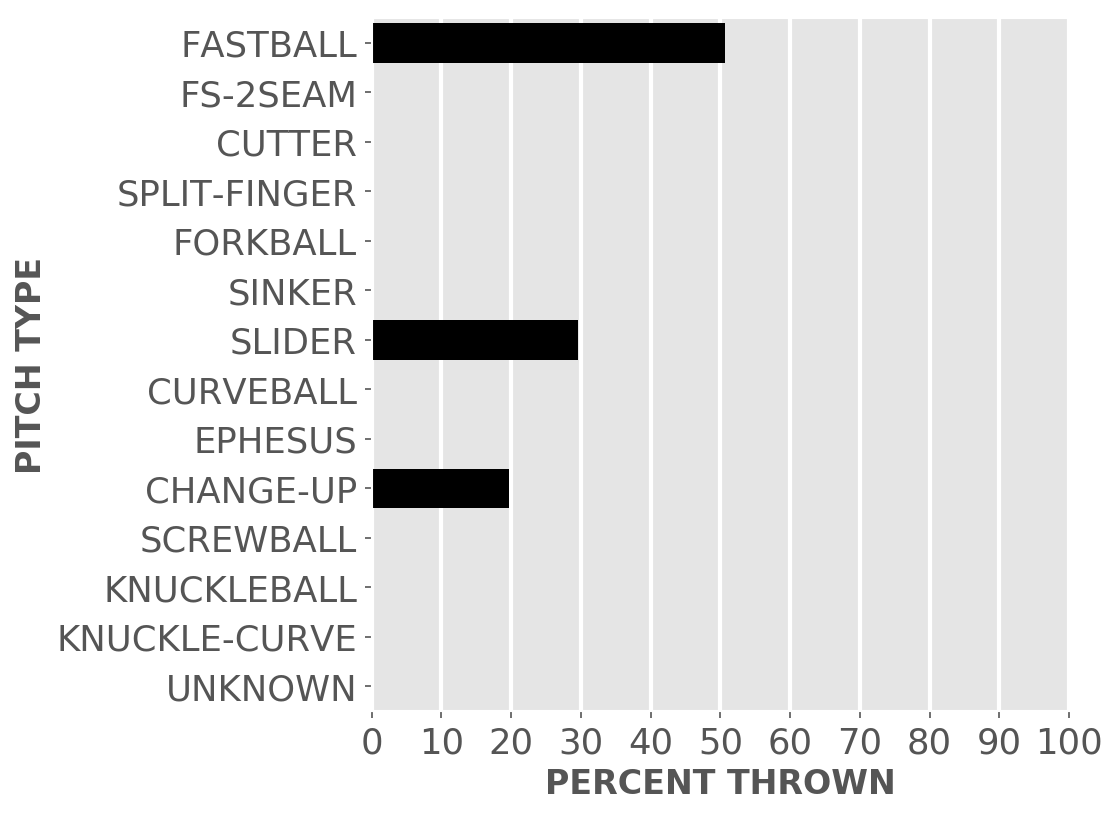 FASTBALL
FS-2SEAM
CUTTER
SPLIT-FINGER
FORKBALL
SINKER
SLIDER
CURVEBALL
EPHESUS
CHANGE-UP
SCREWBALL
KNUCKLEBALL
KNUCKLE-CURVE
UNKNOWN
PITCH TYPE
0 10 20 30 40 50 60 70 80 90 100
PERCENT THROWN